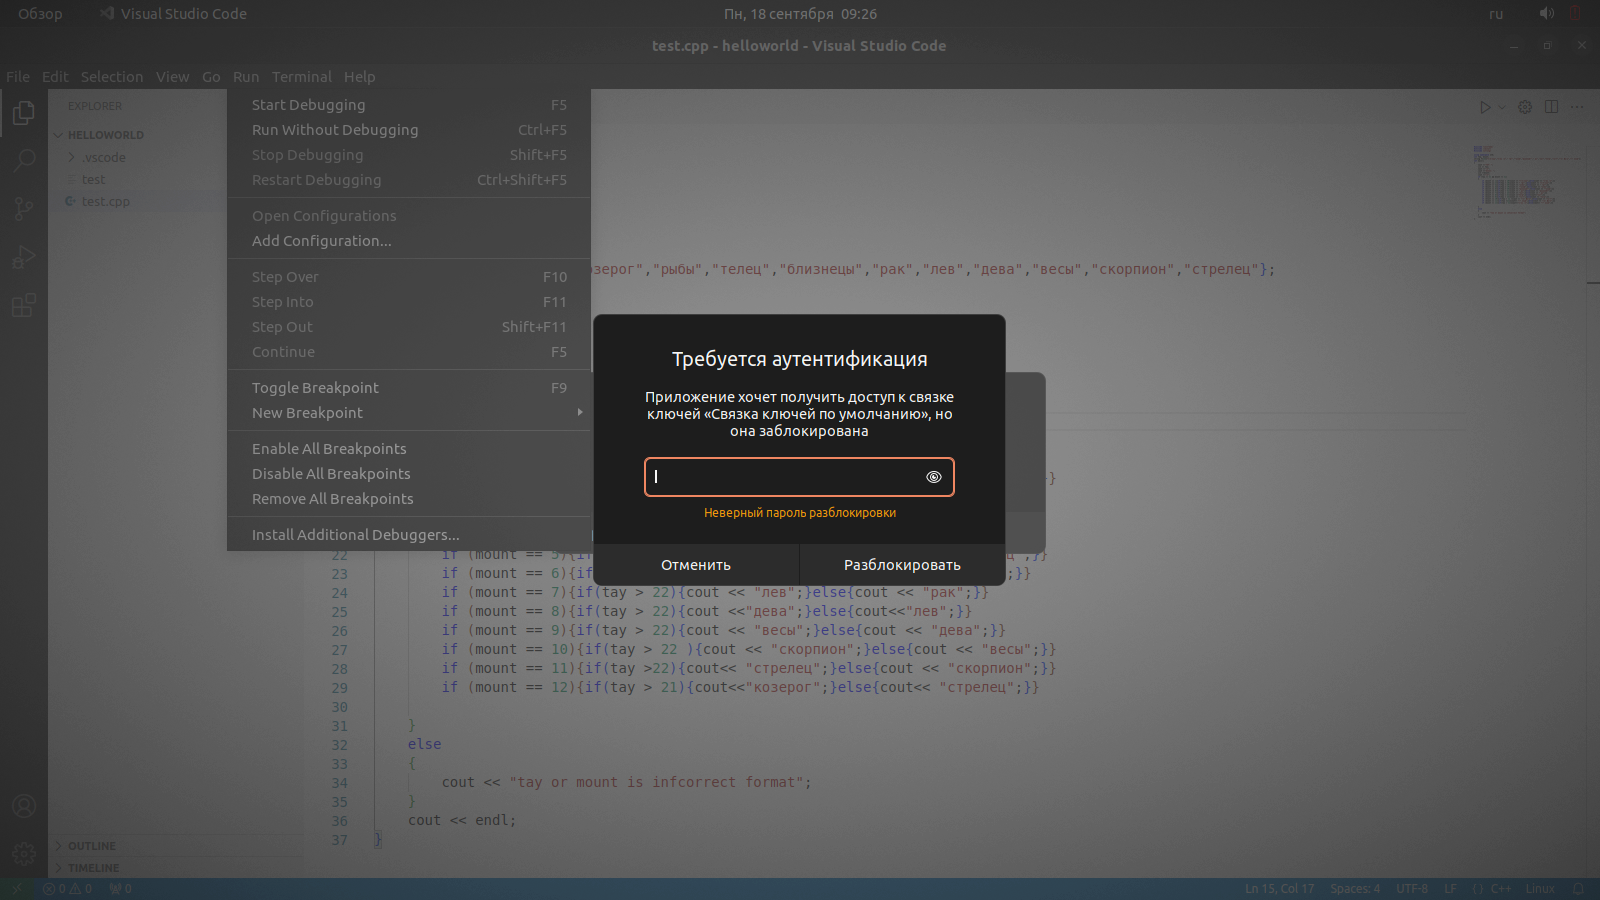 Обзор Visual Studio Code Пн, 18 сентября 09:26 ru
test.cpp - helloworld - Visual Studio Code
File Edit Selection View Go Run Terminal Help
EXPLORER
HELLOWORLD
.vscode
test
test.cpp
OUTLINE
TIMELINE
Start Debugging F5
Run Without Debugging Ctrl+F5
Stop Debugging Shift+F5
Restart Debugging Ctrl+Shift+F5
Open Configurations
Add Configuration...
Step Over F10
Step Into F11
Step Out Shift+F11
Continue F5
Toggle Breakpoint F9
New Breakpoint
Enable All Breakpoints
Disable All Breakpoints
Remove All Breakpoints
Install Additional Debuggers...
озерог","рыбы","телец","близнецы","рак","лев","дева","весы","скорпион","стрелец"};
Требуется аутентификация
Приложение хочет получить доступ к связке
ключей «Связка ключей по умолчанию», но
она заблокирована
Неверный пароль разблокировки
Отменить Разблокировать
}
22 if (mount == 5){if ";}}
23 if (mount == 6){if ;}}
24 if (mount == 7){if(tay > 22){cout << "лев";}else{cout << "рак";}}
25 if (mount == 8){if(tay > 22){cout <<"дева";}else{cout<<"лев";}}
26 if (mount == 9){if(tay > 22){cout << "весы";}else{cout << "дева";}}
27 if (mount == 10){if(tay > 22 ){cout << "скорпион";}else{cout << "весы";}}
28 if (mount == 11){if(tay >22){cout<< "стрелец";}else{cout << "скорпион";}}
29 if (mount == 12){if(tay > 21){cout<<"козерог";}else{cout<< "стрелец";}}
30
31 }
32 else
33 {
34 cout << "tay or mount is infcorrect format";
35 }
36 cout << endl;
37 }
0 0 0 Ln 15, Col 17 Spaces: 4 UTF-8 LF {} C++ Linux